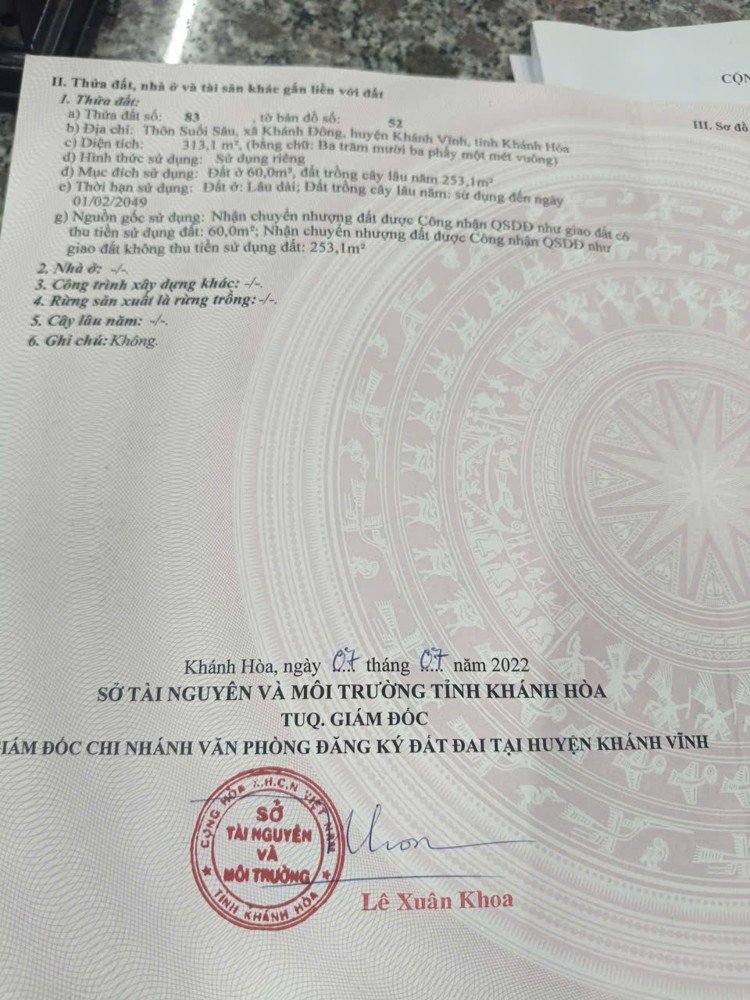 II. Thửa đất, nhà ở và tài sản khác gắn liền với đất
1. Thửa đất:
a) Thửa đất số: 83 , tờ bản đồ số: 52
b) Địa chỉ: Thôn Suối Sâu, xã Khánh Đông, huyện Khánh Vĩnh, tỉnh Khánh Hòa
c) Diện tích: 313,1 m², (bằng chữ: Ba trăm mười ba phẩy một mét vuông)
d) Hình thức sử dụng: Sử dụng riêng
đ) Mục đích sử dụng: Đất ở 60,0m², đất trồng cây lâu năm 253,1m²
e) Thời hạn sử dụng: Đất ở: Lâu dài; Đất trồng cây lâu năm: sử dụng đến ngày
01/02/2049
g) Nguồn gốc sử dụng: Nhận chuyển nhượng đất được Công nhận QSDĐ như giao đất có
thu tiền sử dụng đất: 60,0m²; Nhận chuyển nhượng đất được Công nhận QSDĐ như
giao đất không thu tiền sử dụng đất: 253,1m²
2. Nhà ở: -/-.
3. Công trình xây dựng khác: -/-.
4. Rừng sản xuất là rừng trồng: -/-.
5. Cây lâu năm: -/-.
6. Ghi chú: Không.
CỘN
III. Sơ đồ
Khánh Hòa, ngày 07 tháng 07 năm 2022
SỞ TÀI NGUYÊN VÀ MÔI TRƯỜNG TỈNH KHÁNH HÒA
TUQ. GIÁM ĐỐC
GIÁM ĐỐC CHI NHÁNH VĂN PHÒNG ĐĂNG KÝ ĐẤT ĐAI TẠI HUYỆN KHÁNH VĨNH
CỘNG HÒA X.H.C.N VIỆT NAM
SỞ
TÀI NGUYÊN
VÀ
MÔI TRƯỜNG
TỈNH KHÁNH HÒA
Khoa
Lê Xuân Khoa